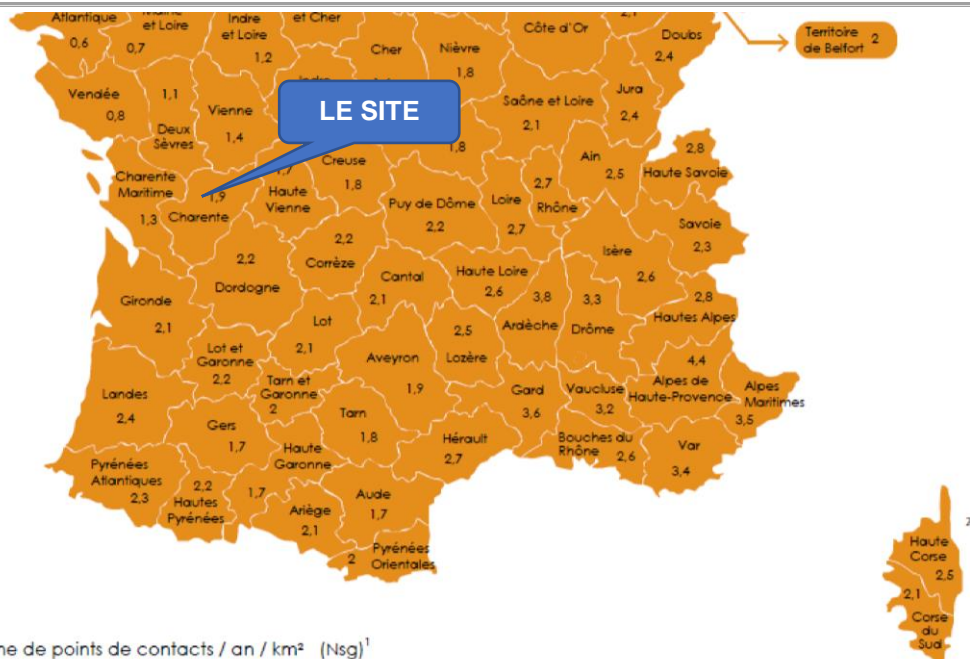 Atlantique
0,6
et Loire
0,7
Indre
et Loire
1,2
et Cher
Cher
Nièvre
1,8
Côte d'Or
Doubs
2,4
Territoire
de Belfort
2
Vendée
0,8
1,1
Deux
Sèvres
Vienne
1,4
LE SITE
1,8
Saône et Loire
2,1
Jura
2,4
Charente
Maritime
1,3
1,9
Charente
1,7
Haute
Vienne
Creuse
1,8
Puy de Dôme
2,2
Loire
2,7
2,7
Rhône
Ain
2,5
2,8
Haute Savoie
Savoie
2,3
2,2
Dordogne
2,2
Corrèze
Cantal
2,1
Haute Loire
2,6
3,8
Ardèche
3,3
Drôme
Isère
2,6
2,8
Hautes Alpes
Gironde
2,1
Lot
2,1
Lot et
Garonne
2,2
Aveyron
1,9
2,5
Lozère
4,4
Alpes de
Haute-Provence
Alpes
Maritimes
3,5
Landes
2,4
Tarn et
Garonne
2
Tarn
1,8
Gard
3,6
Vaucluse
3,2
Gers
1,7
Haute
Garonne
1,7
Hérault
2,7
Bouches du
Rhône
2,6
Var
3,4
Pyrénées
Atlantiques
2,3
2,2
Hautes
Pyrénées
Ariège
2,1
Aude
1,7
2
Pyrénées
Orientales
Haute
Corse
2,5
2,1
Corse
du
Sud
de points de contacts / an / km² (Nsg)¹